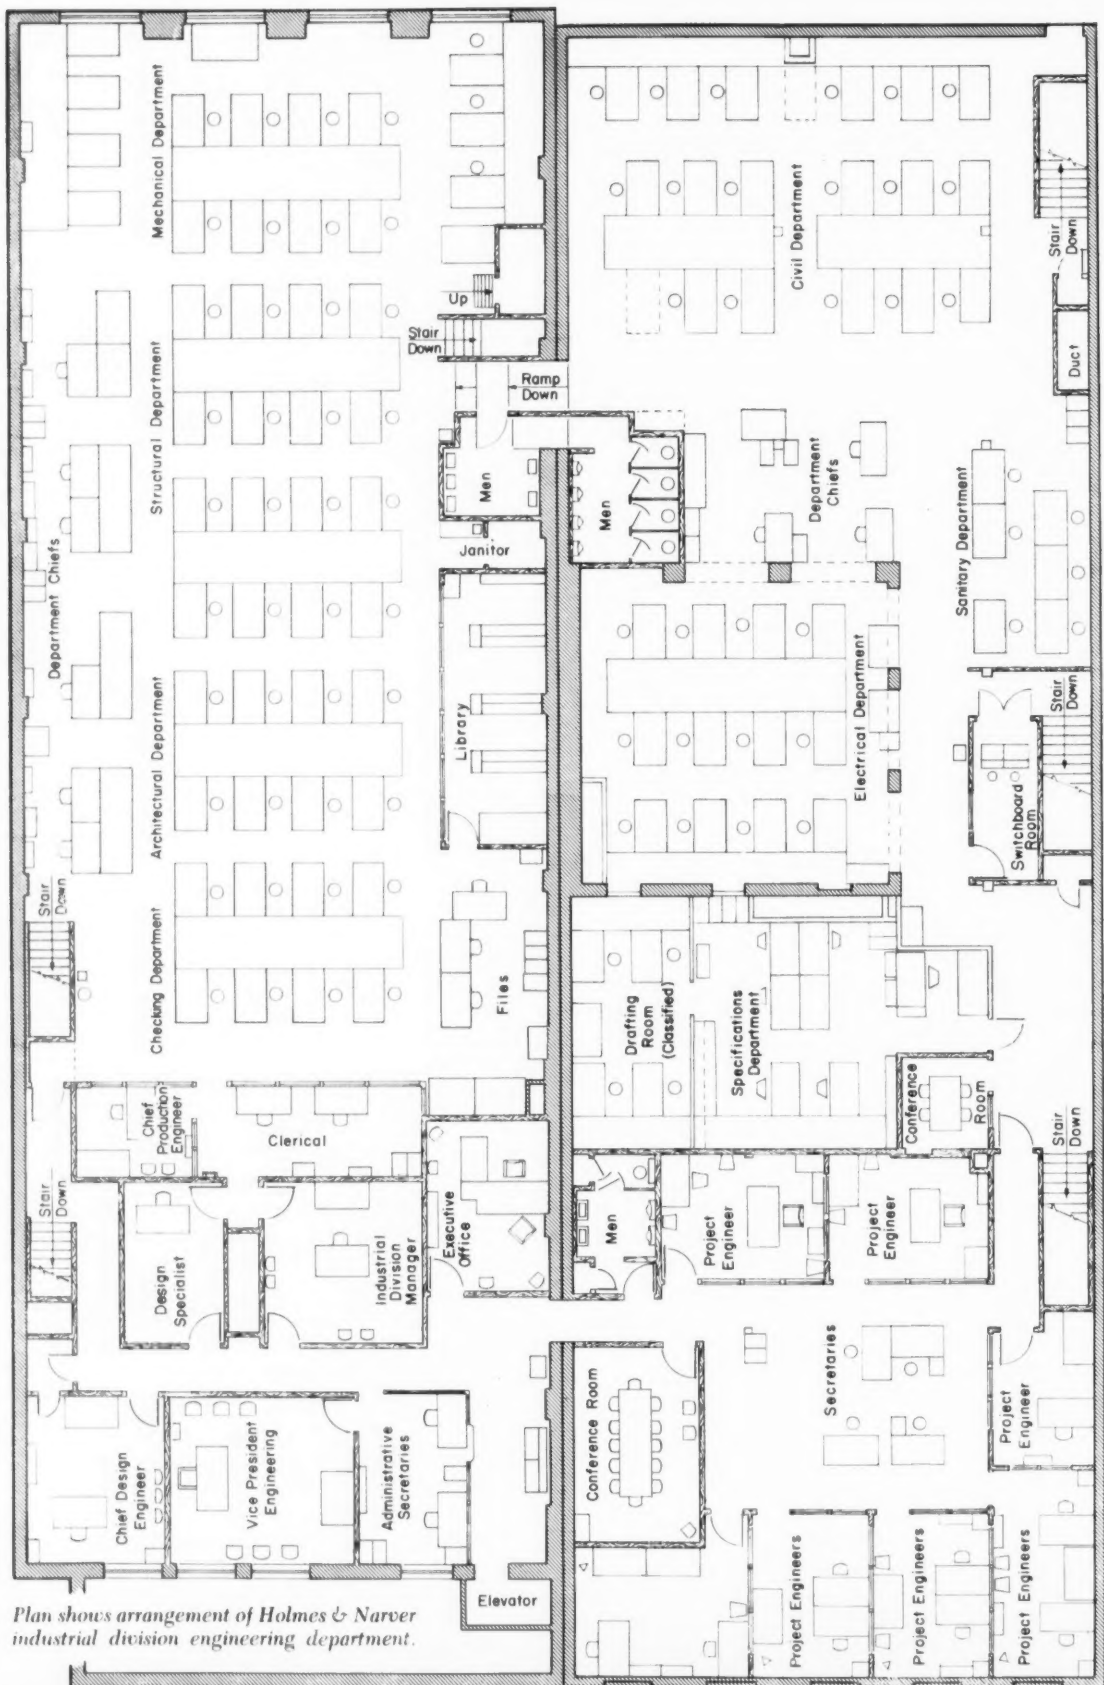 Mechanical Department
Structural Department
Department Chiefs
Architectural Department
Checking Department
Up
Stair
Down
Ramp
Down
Men
Janitor
Library
Files
Stair
Down
Stair
Down
Chief
Production
Engineer
Clerical
Design
Specialist
Industrial
Division
Manager
Executive
Office
Chief Design
Engineer
Vice President
Engineering
Administrative
Secretaries
Elevator
Civil Department
Stair
Down
Duct
Men
Department
Chiefs
Sanitary Department
Electrical Department
Stair
Down
Switchboard
Room
Drafting
Room
(Classified)
Specifications
Department
Conference
Room
Stair
Down
Men
Project
Engineer
Project
Engineer
Conference Room
Secretaries
Project
Engineer
Project Engineers
Project Engineers
Project Engineers
Plan shows arrangement of Holmes & Narver
industrial division engineering department.